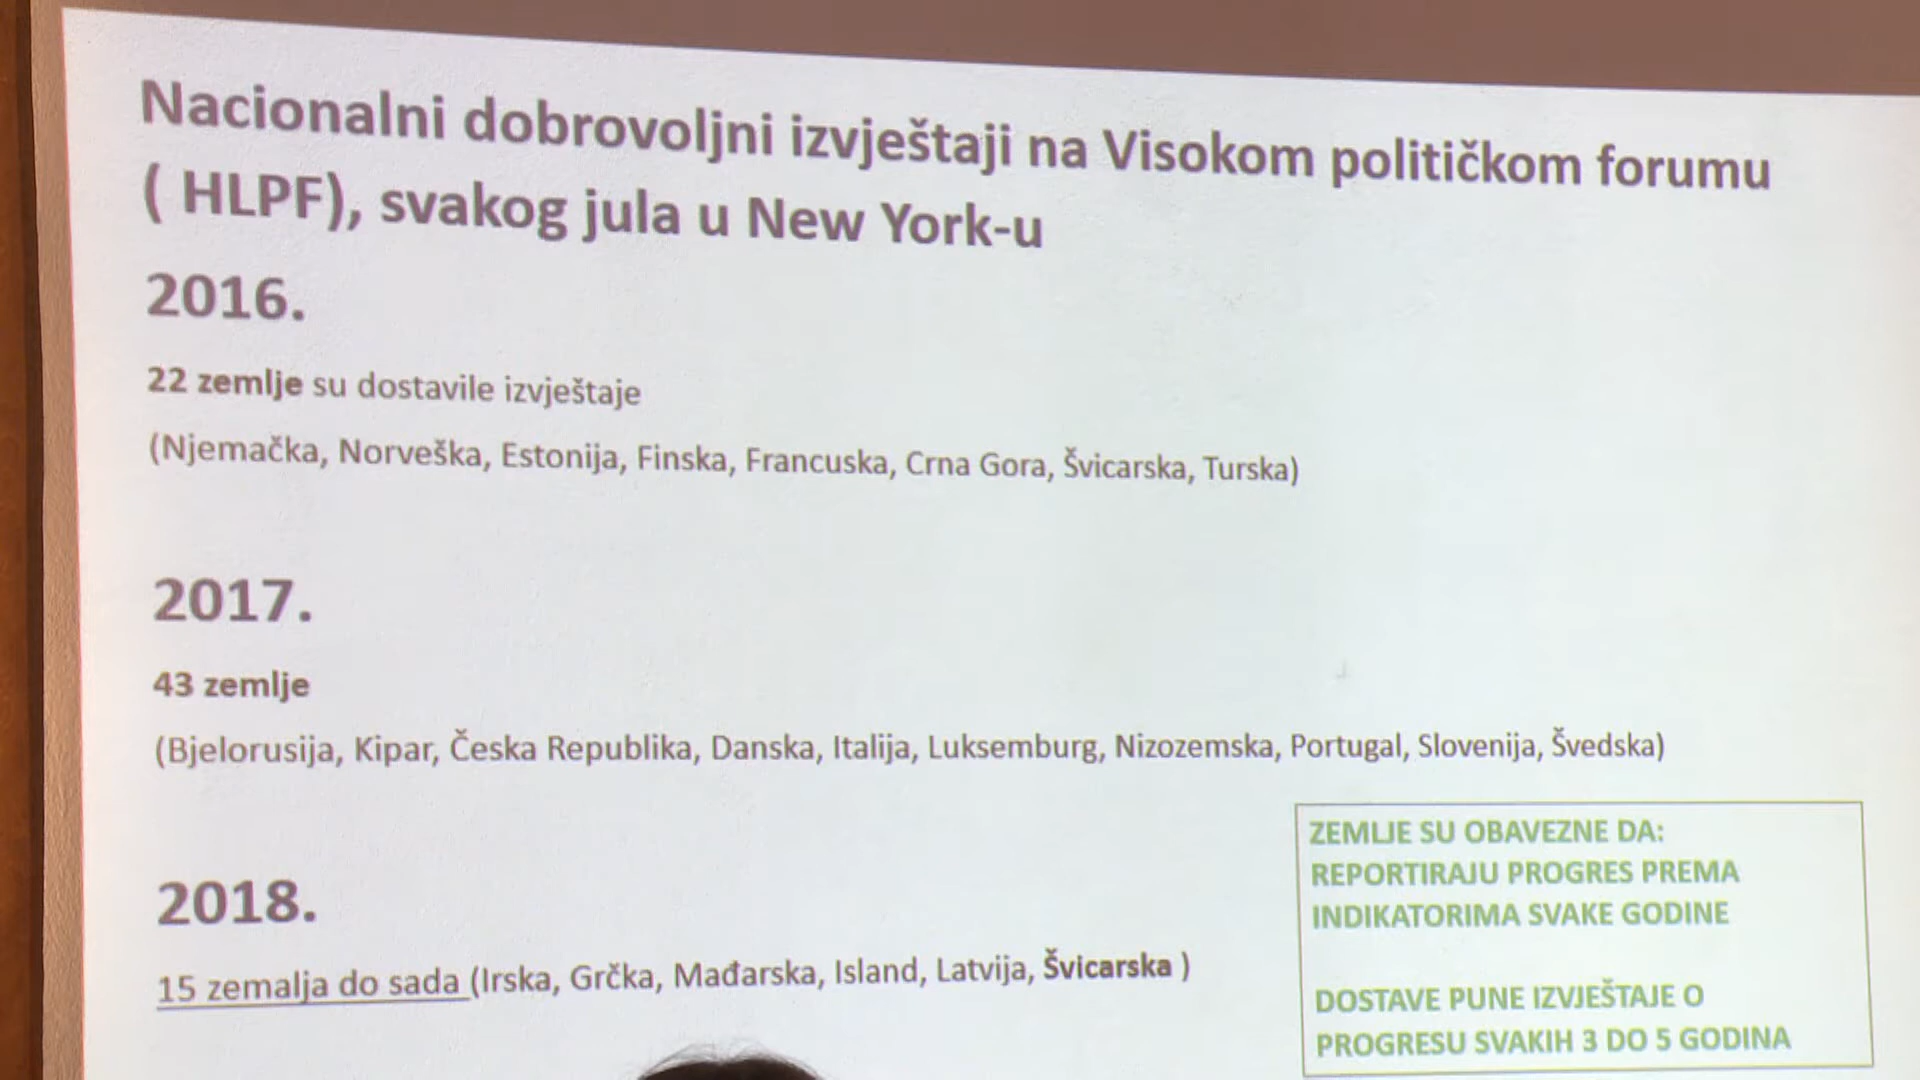 Nacionalni dobrovoljni izvještaji na Visokom političkom forumu
( HLPF), svakog jula u New York-u
2016.
22 zemlje su dostavile izvještaje
(Njemačka, Norveška, Estonija, Finska, Francuska, Crna Gora, Švicarska, Turska)
2017.
43 zemlje
(Bjelorusija, Kipar, Česka Republika, Danska, Italija, Luksemburg, Nizozemska, Portugal, Slovenija, Švedska)
2018.
15 zemalja do sada (Irska, Grčka, Mađarska, Island, Latvija, Švicarska )
ZEMLJE SU OBAVEZNE DA:
REPORTIRAJU PROGRES PREMA
INDIKATORIMA SVAKE GODINE
DOSTAVE PUNE IZVJEŠTAJE O
PROGRESU SVAKIH 3 DO 5 GODINA